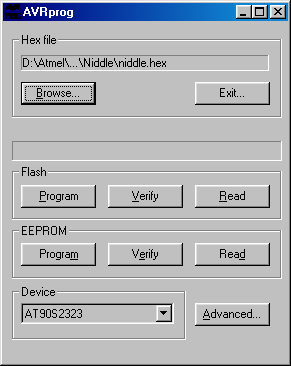 AVRprog
Hex file
D:\Atmel\...\Niddle\niddle.hex
Browse... Exit...
Flash
Program Verify Read
EEPROM
Program Verify Read
Device
AT90S2323 Advanced...